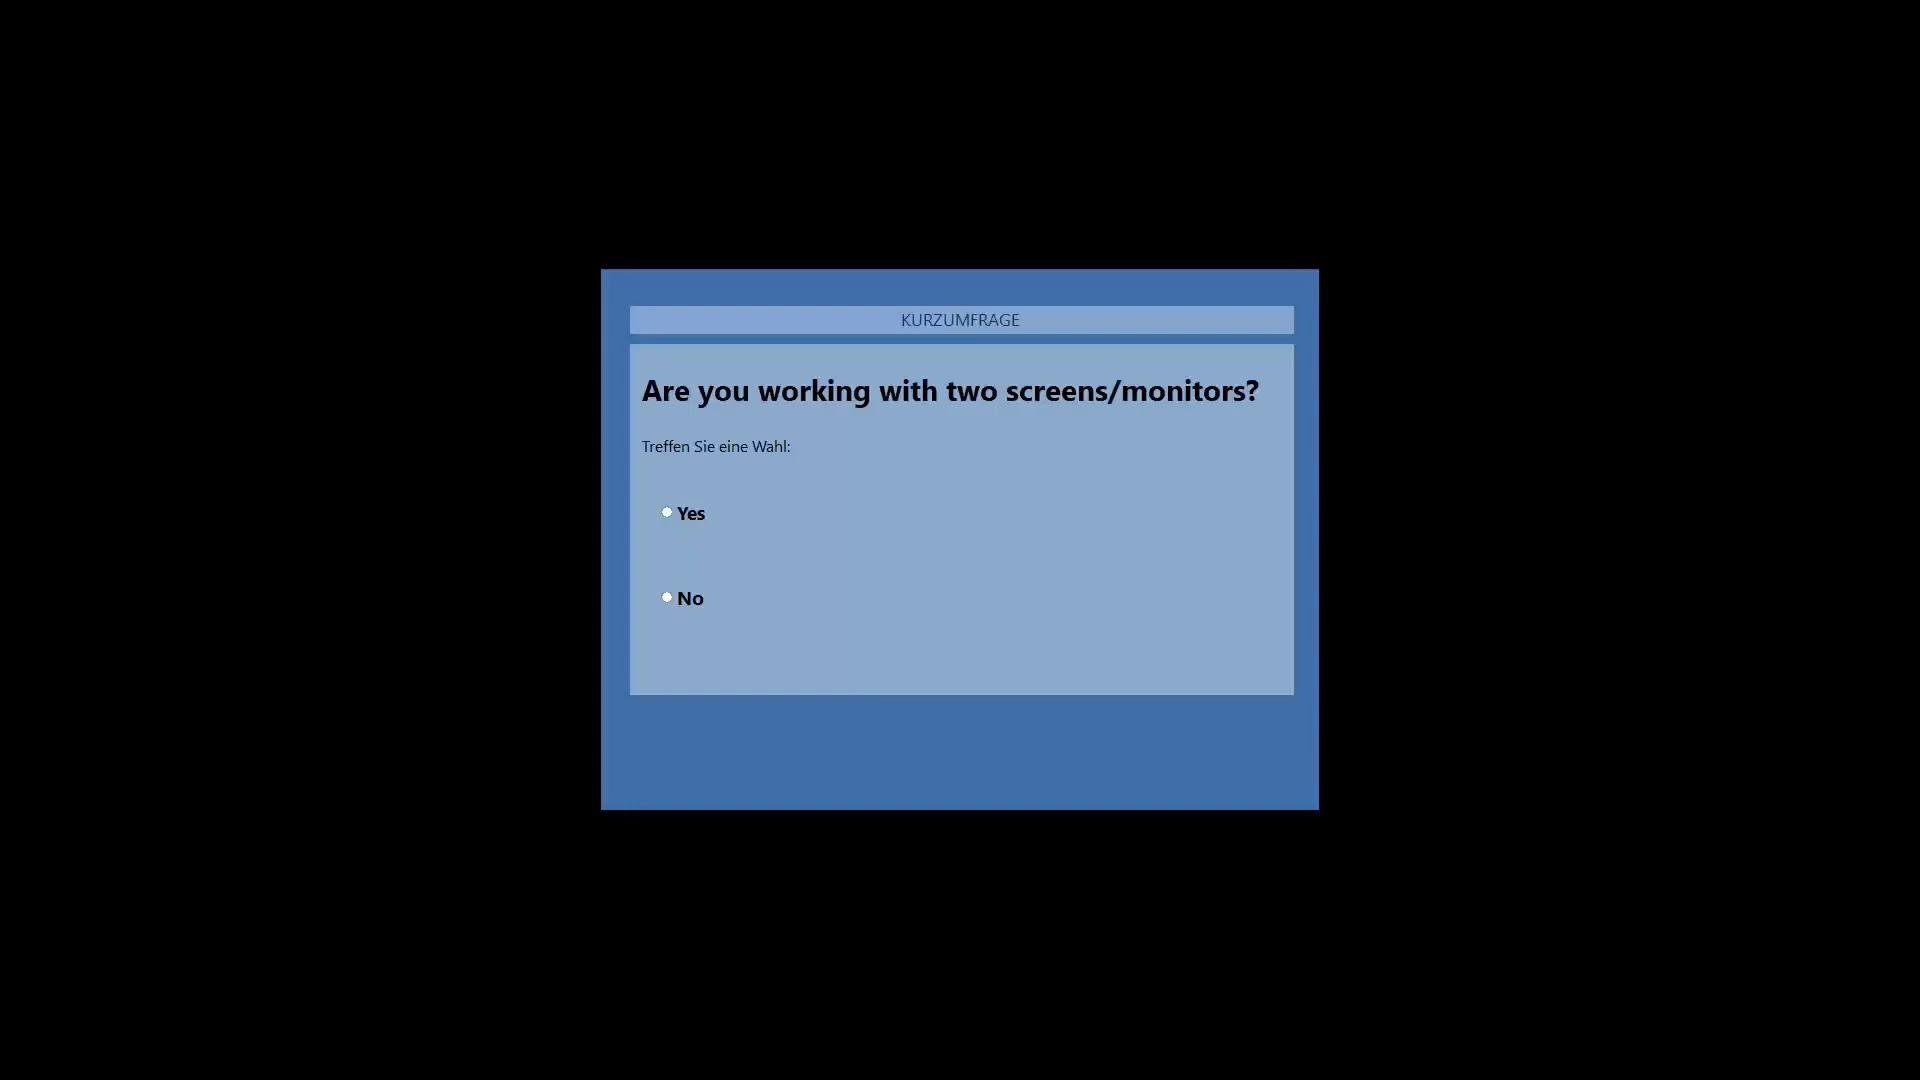 KURZUMFRAGE
Are you working with two screens/monitors?
Treffen Sie eine Wahl:
Yes
No